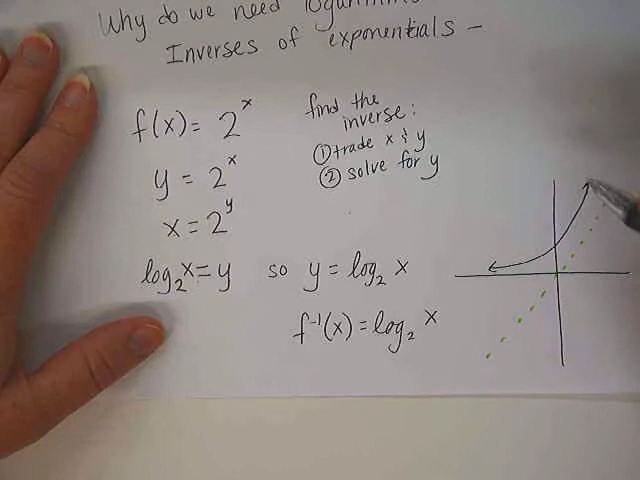 Why do we need logarithms
Inverses of exponentials –
f(x) = 2^x
y = 2^x
x = 2^y
log₂x = y so y = log₂ x
f⁻¹(x) = log₂ x
find the
inverse:
① trade x & y
② solve for y